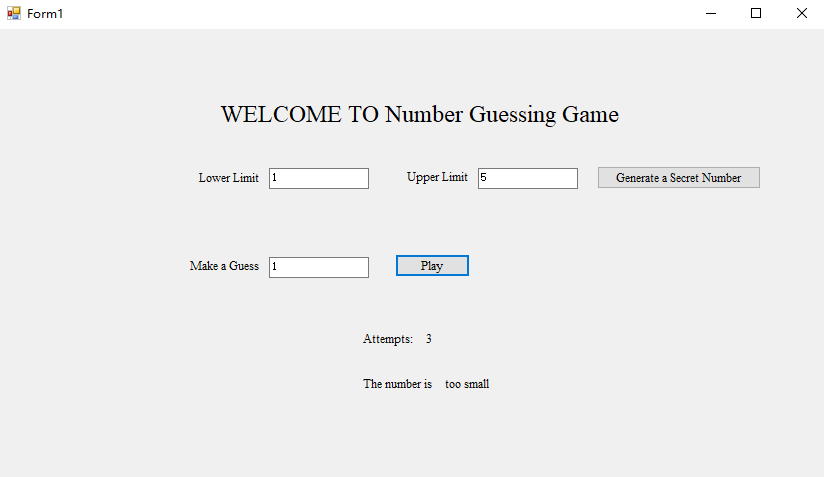 Form1
WELCOME TO Number Guessing Game
Lower Limit 1 Upper Limit 5 Generate a Secret Number
Make a Guess 1 Play
Attempts: 3
The number is too small